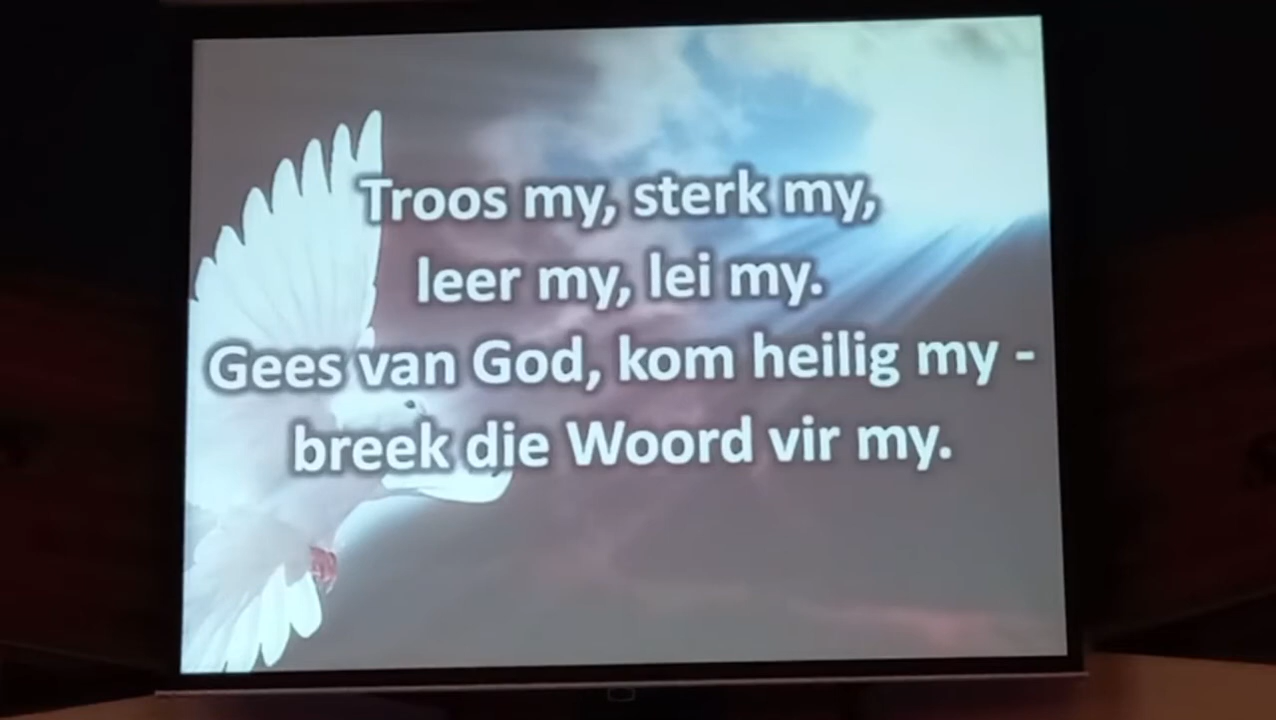 Troos my, sterk my,
leer my, lei my.
Gees van God, kom heilig my -
breek die Woord vir my.